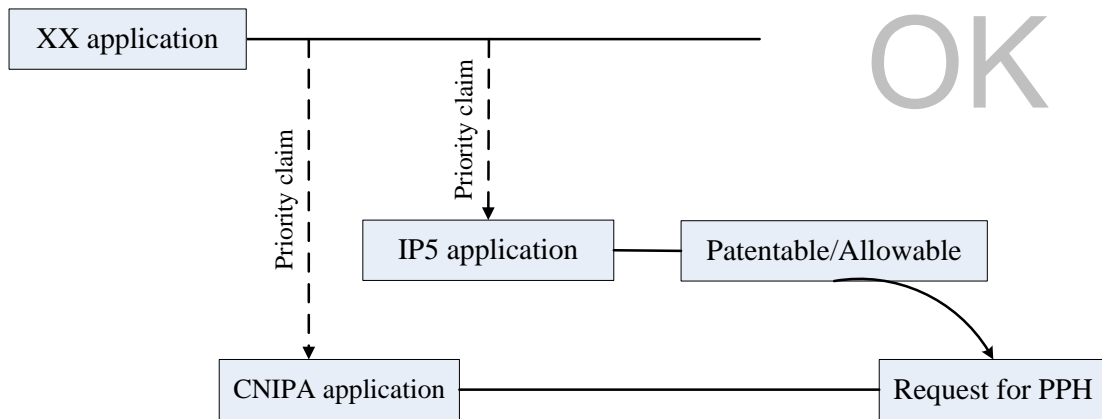 XX application
OK
Priority claim
Priority claim
IP5 application
Patentable/Allowable
CNIPA application
Request for PPH